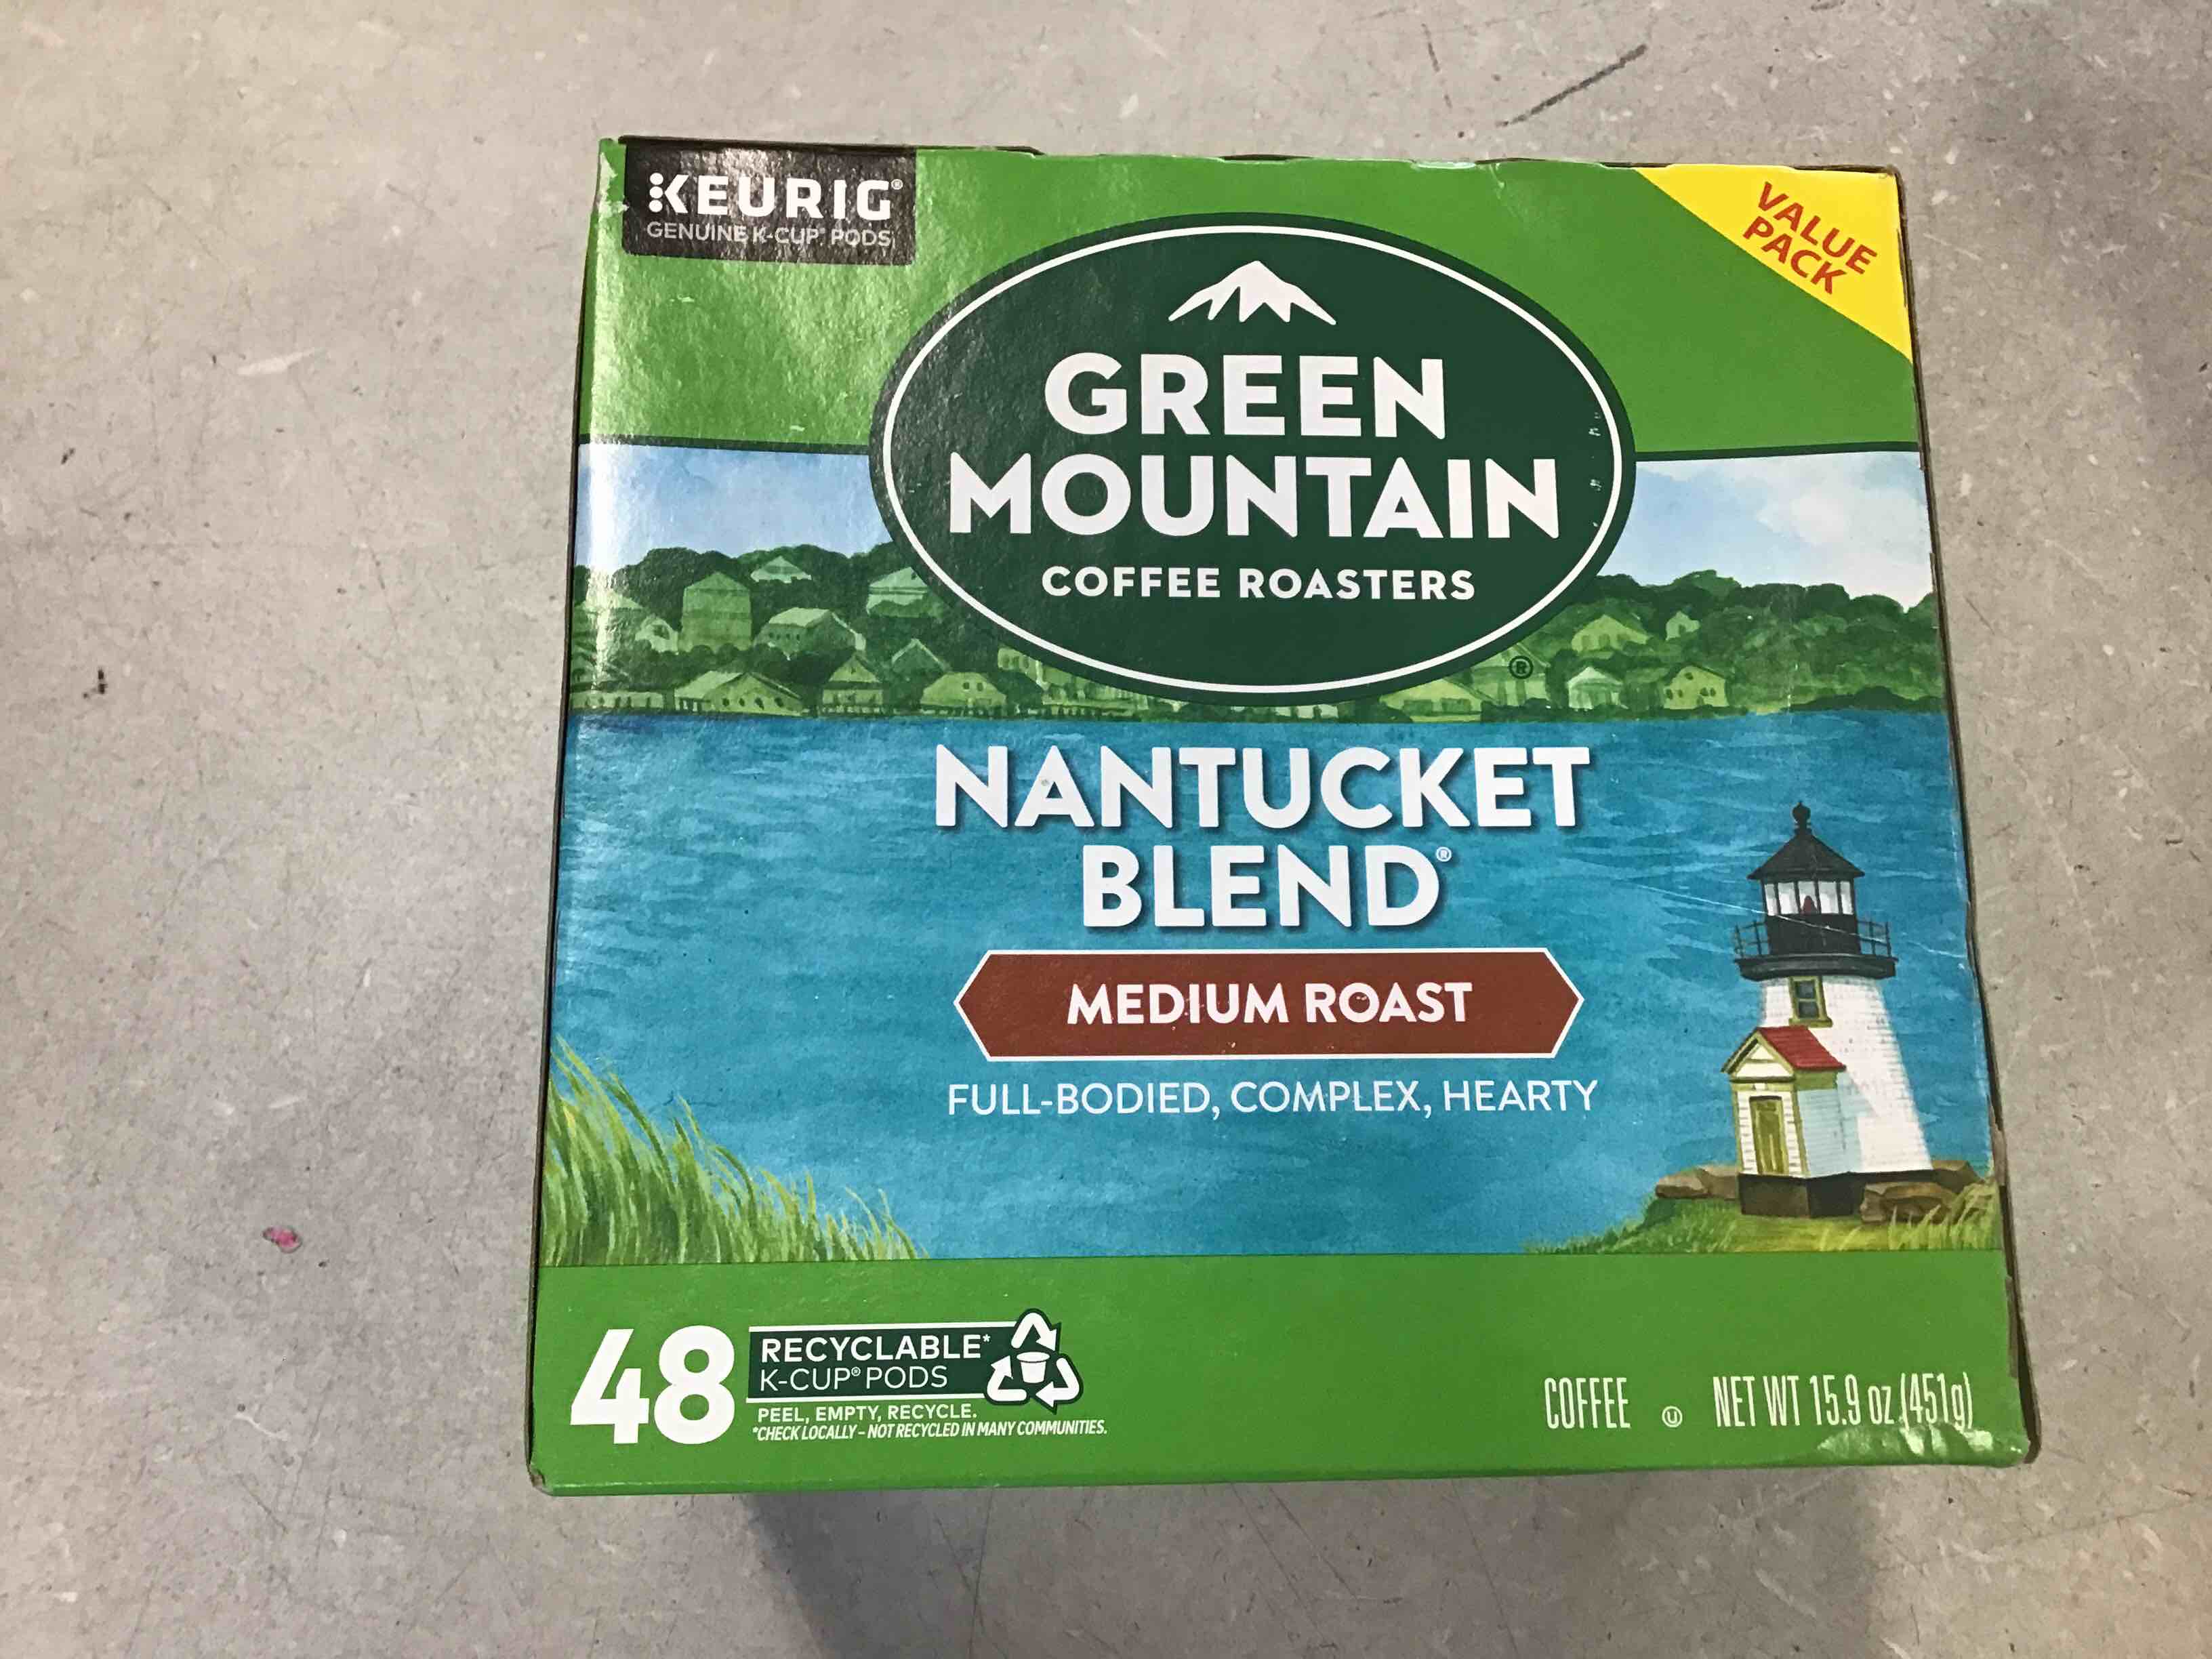 KEURIG®
GENUINE K-CUP® PODS
VALUE
PACK
GREEN
MOUNTAIN
COFFEE ROASTERS
®
NANTUCKET
BLEND®
MEDIUM ROAST
FULL-BODIED, COMPLEX, HEARTY
48
RECYCLABLE*
K-CUP® PODS
PEEL, EMPTY, RECYCLE.
*CHECK LOCALLY – NOT RECYCLED IN MANY COMMUNITIES.
COFFEE U NET WT 15.9 oz (451g)